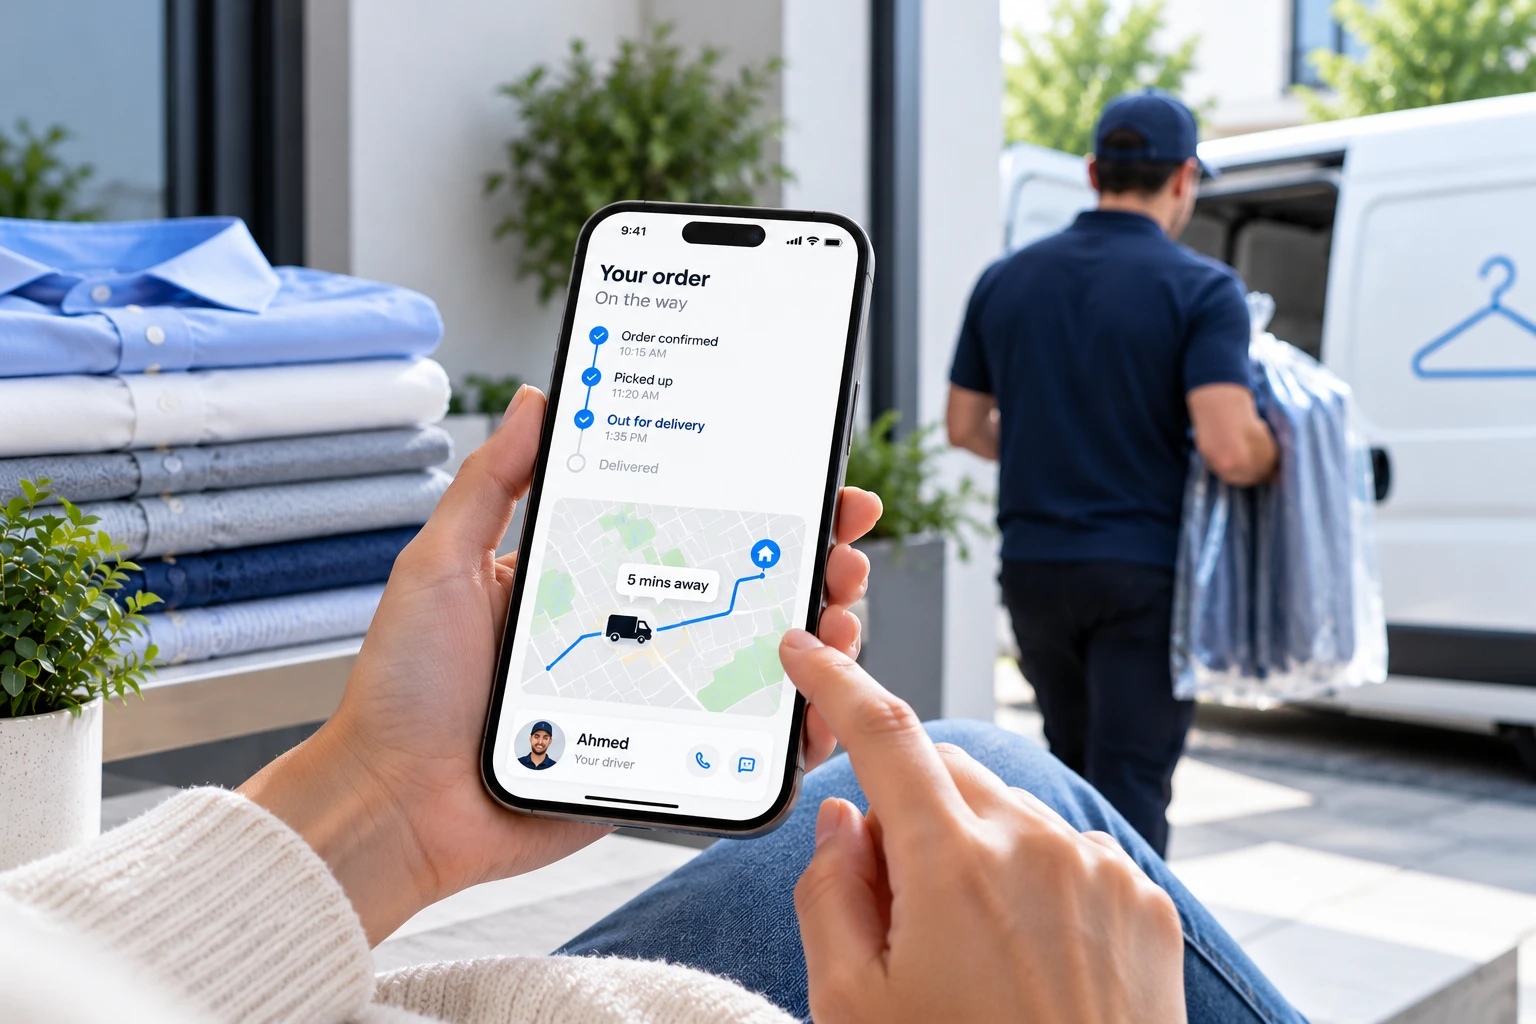 9:41
Your order
On the way
Order confirmed
10:15 AM
Picked up
11:20 AM
Out for delivery
1:35 PM
Delivered
5 mins away
Ahmed
Your driver